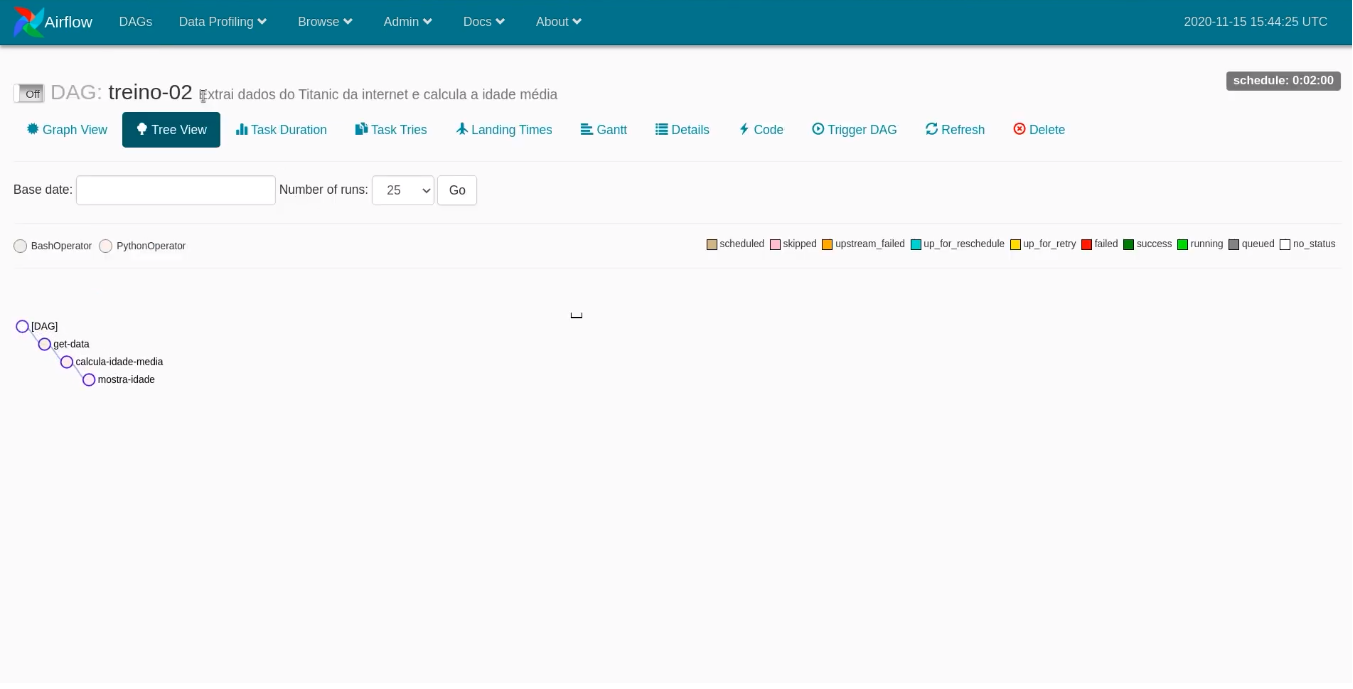 Airflow DAGs Data Profiling Browse Admin Docs About 2020-11-15 15:44:25 UTC
schedule: 0:02:00
Off DAG: treino-02 Extrai dados do Titanic da internet e calcula a idade média
Graph View Tree View Task Duration Task Tries Landing Times Gantt Details Code Trigger DAG Refresh Delete
Base date: Number of runs: 25 Go
BashOperator PythonOperator scheduled skipped upstream_failed up_for_reschedule up_for_retry failed success running queued no_status
[DAG]
get-data
calcula-idade-media
mostra-idade